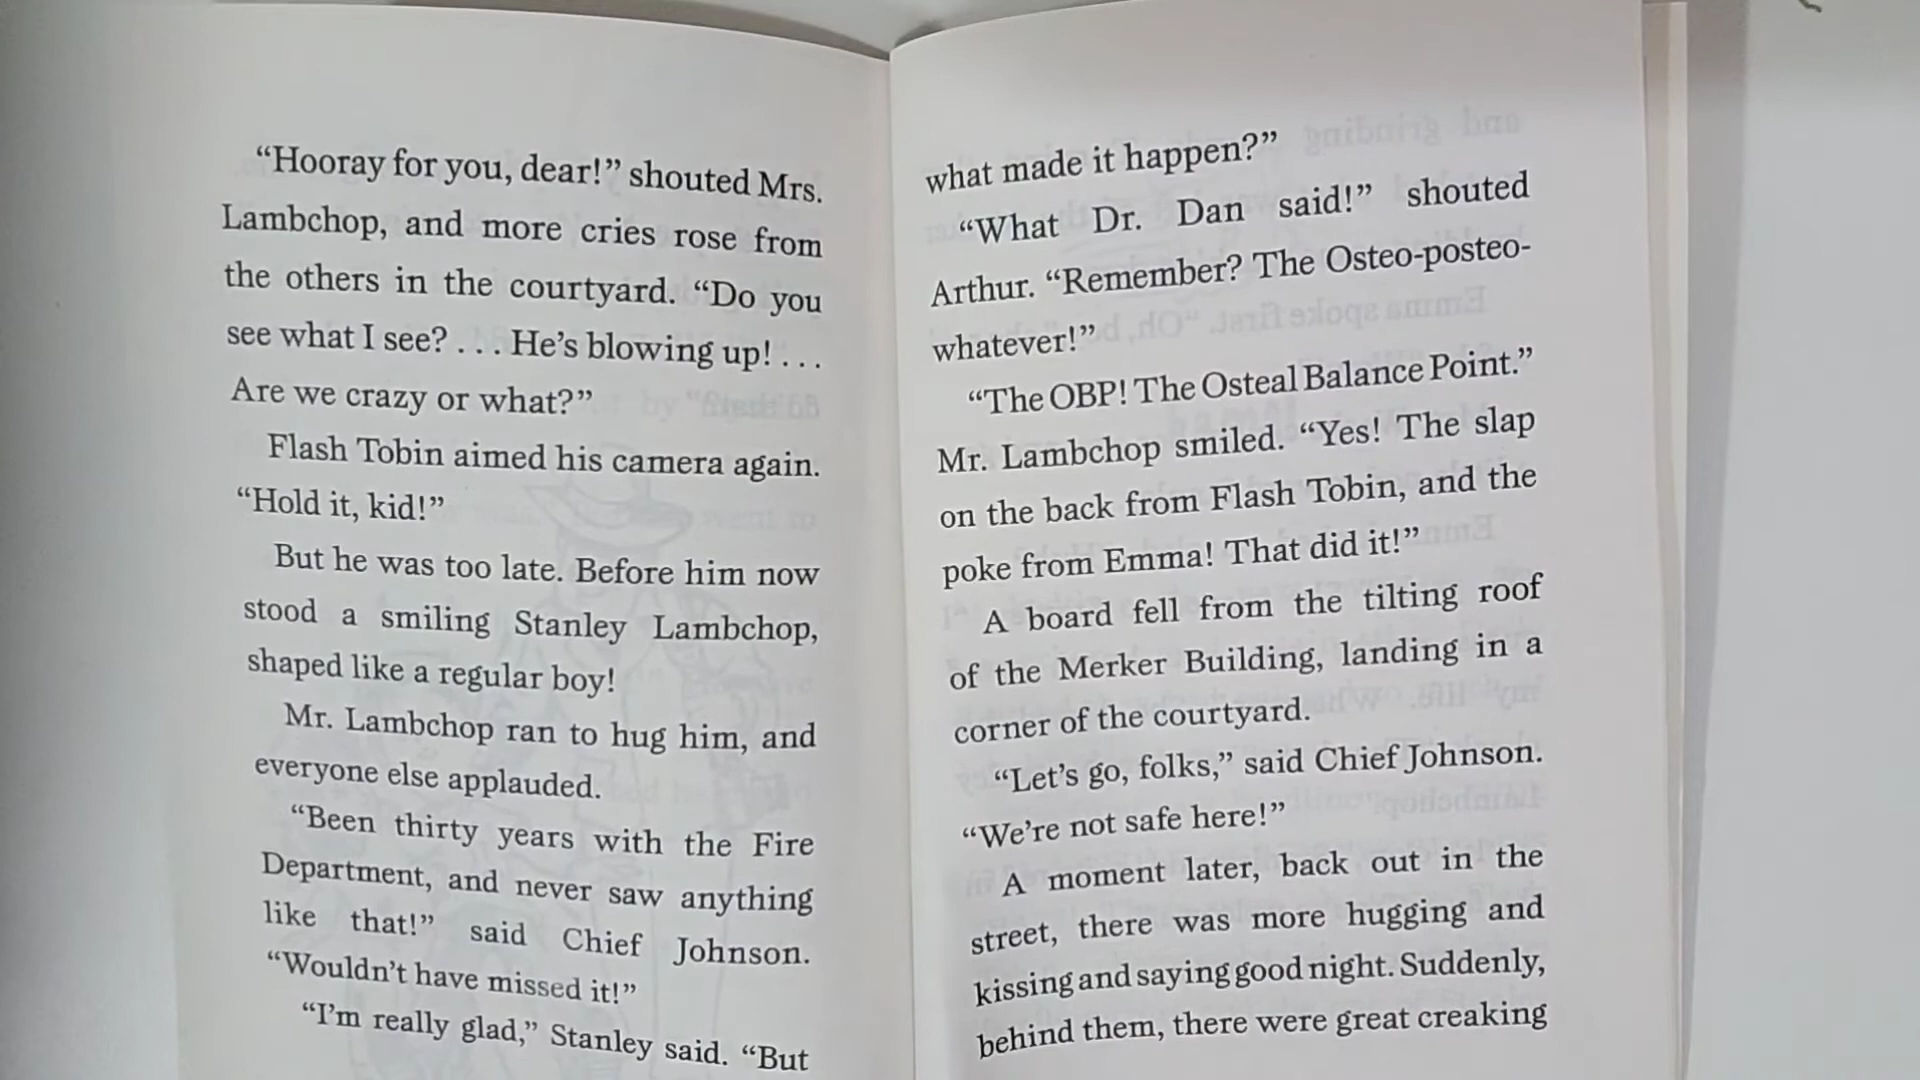 “Hooray for you, dear!” shouted Mrs.
Lambchop, and more cries rose from
the others in the courtyard. “Do you
see what I see? . . . He’s blowing up! . . .
Are we crazy or what?”
Flash Tobin aimed his camera again.
“Hold it, kid!”
But he was too late. Before him now
stood a smiling Stanley Lambchop,
shaped like a regular boy!
Mr. Lambchop ran to hug him, and
everyone else applauded.
“Been thirty years with the Fire
Department, and never saw anything
like that!” said Chief Johnson.
“Wouldn’t have missed it!”
“I’m really glad,” Stanley said. “But
what made it happen?”
“What Dr. Dan said!” shouted
Arthur. “Remember? The Osteo-posteo-
whatever!”
“The OBP! The Osteal Balance Point.”
Mr. Lambchop smiled. “Yes! The slap
on the back from Flash Tobin, and the
poke from Emma! That did it!”
A board fell from the tilting roof
of the Merker Building, landing in a
corner of the courtyard.
“Let’s go, folks,” said Chief Johnson.
“We’re not safe here!”
A moment later, back out in the
street, there was more hugging and
kissing and saying good night. Suddenly,
behind them, there were great creaking